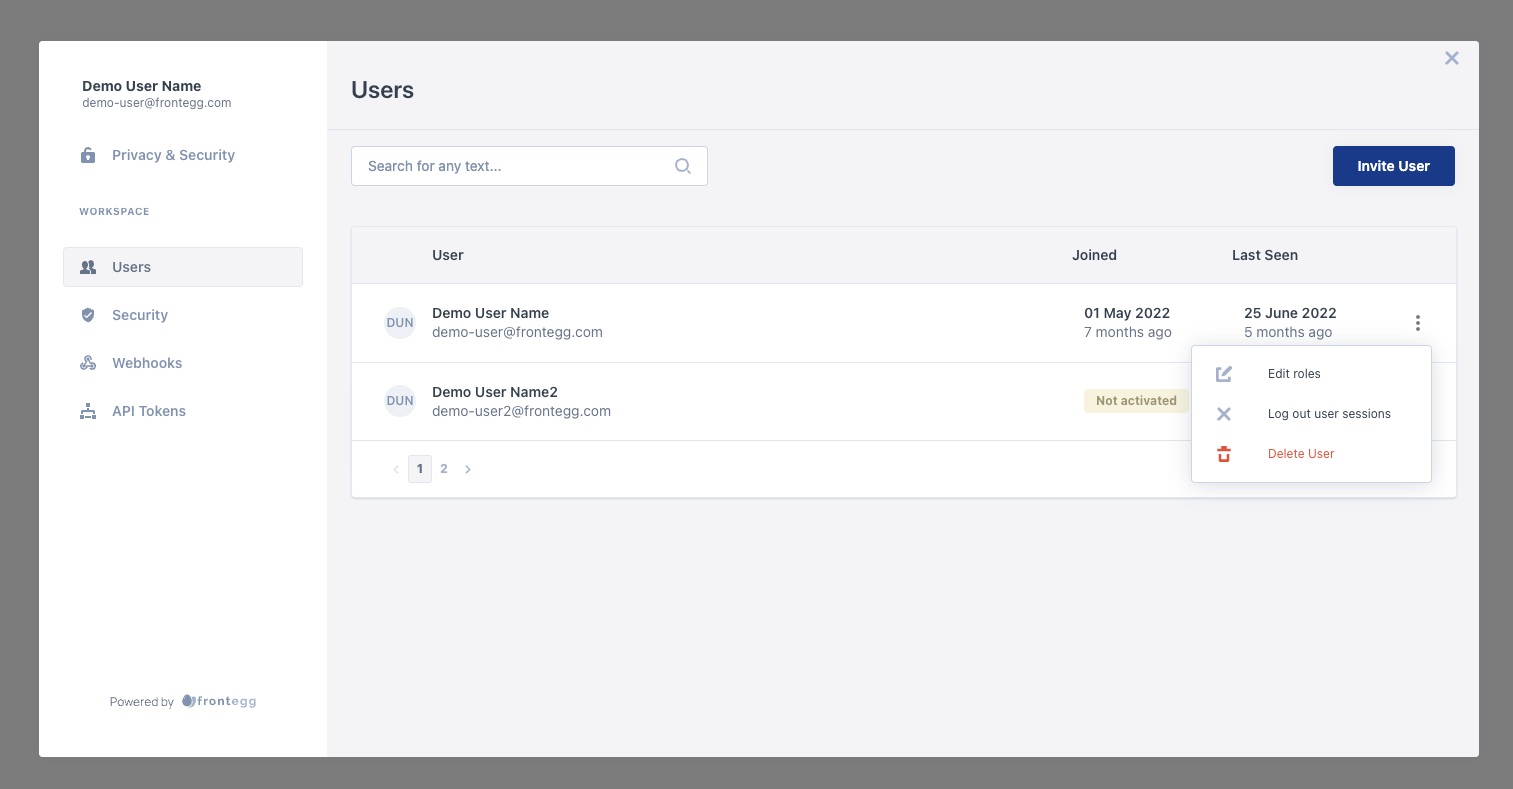 Demo User Name
demo-user@frontegg.com
Privacy & Security
WORKSPACE
Users
Security
Webhooks
API Tokens
Powered by frontegg
Users
Search for any text...
Invite User
User Joined Last Seen
DUN Demo User Name 01 May 2022 25 June 2022
demo-user@frontegg.com 7 months ago 5 months ago
DUN Demo User Name2 Not activated
demo-user2@frontegg.com
1 2
Edit roles
Log out user sessions
Delete User